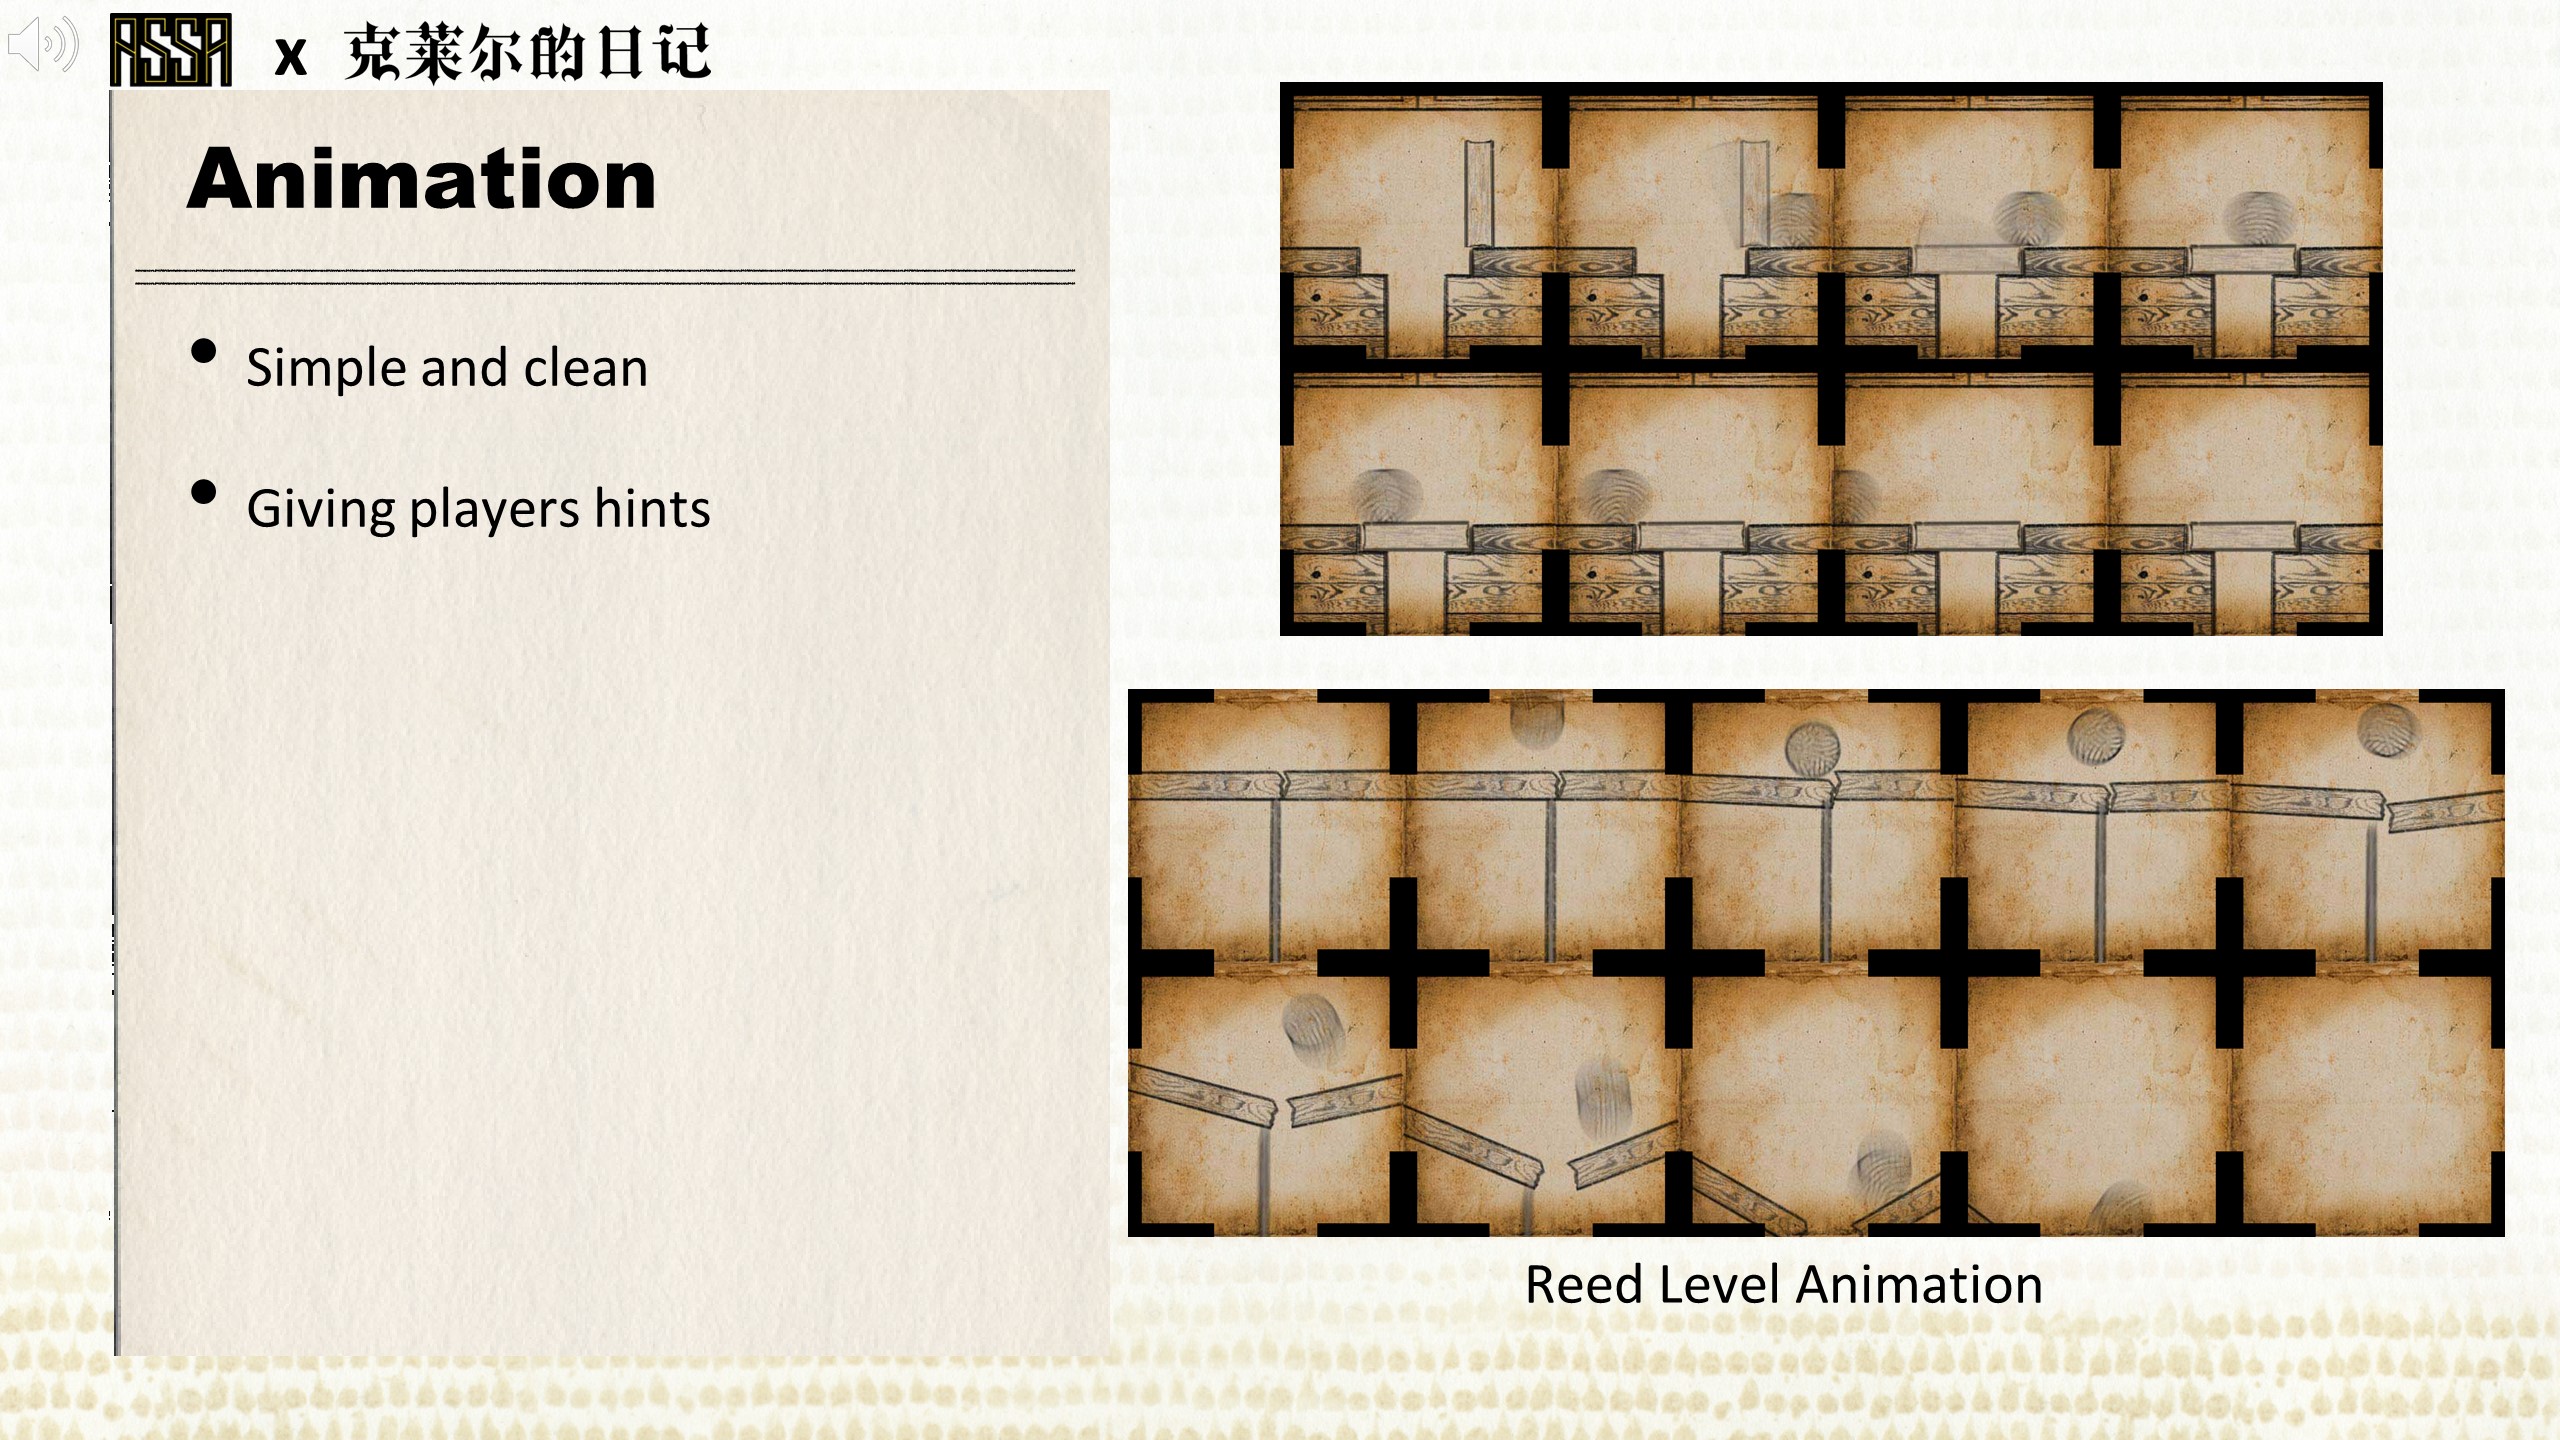 ASSA x 克莱尔的日记
Animation
• Simple and clean
• Giving players hints
Reed Level Animation